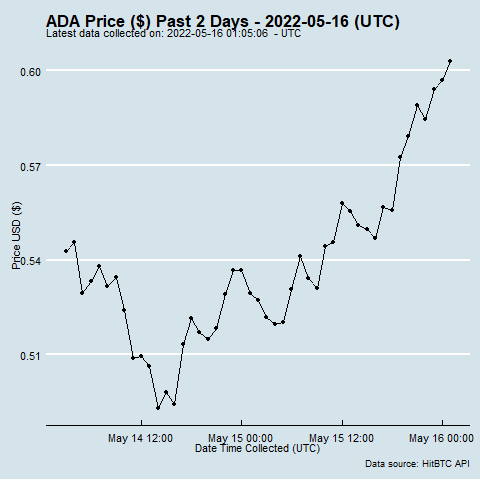 ADA Price ($) Past 2 Days - 2022-05-16 (UTC)
Latest data collected on: 2022-05-16 01:05:06 - UTC
0.60
0.57
0.54
0.51
Price USD ($)
May 14 12:00 May 15 00:00 May 15 12:00 May 16 00:00
Date Time Collected (UTC)
Data source: HitBTC API